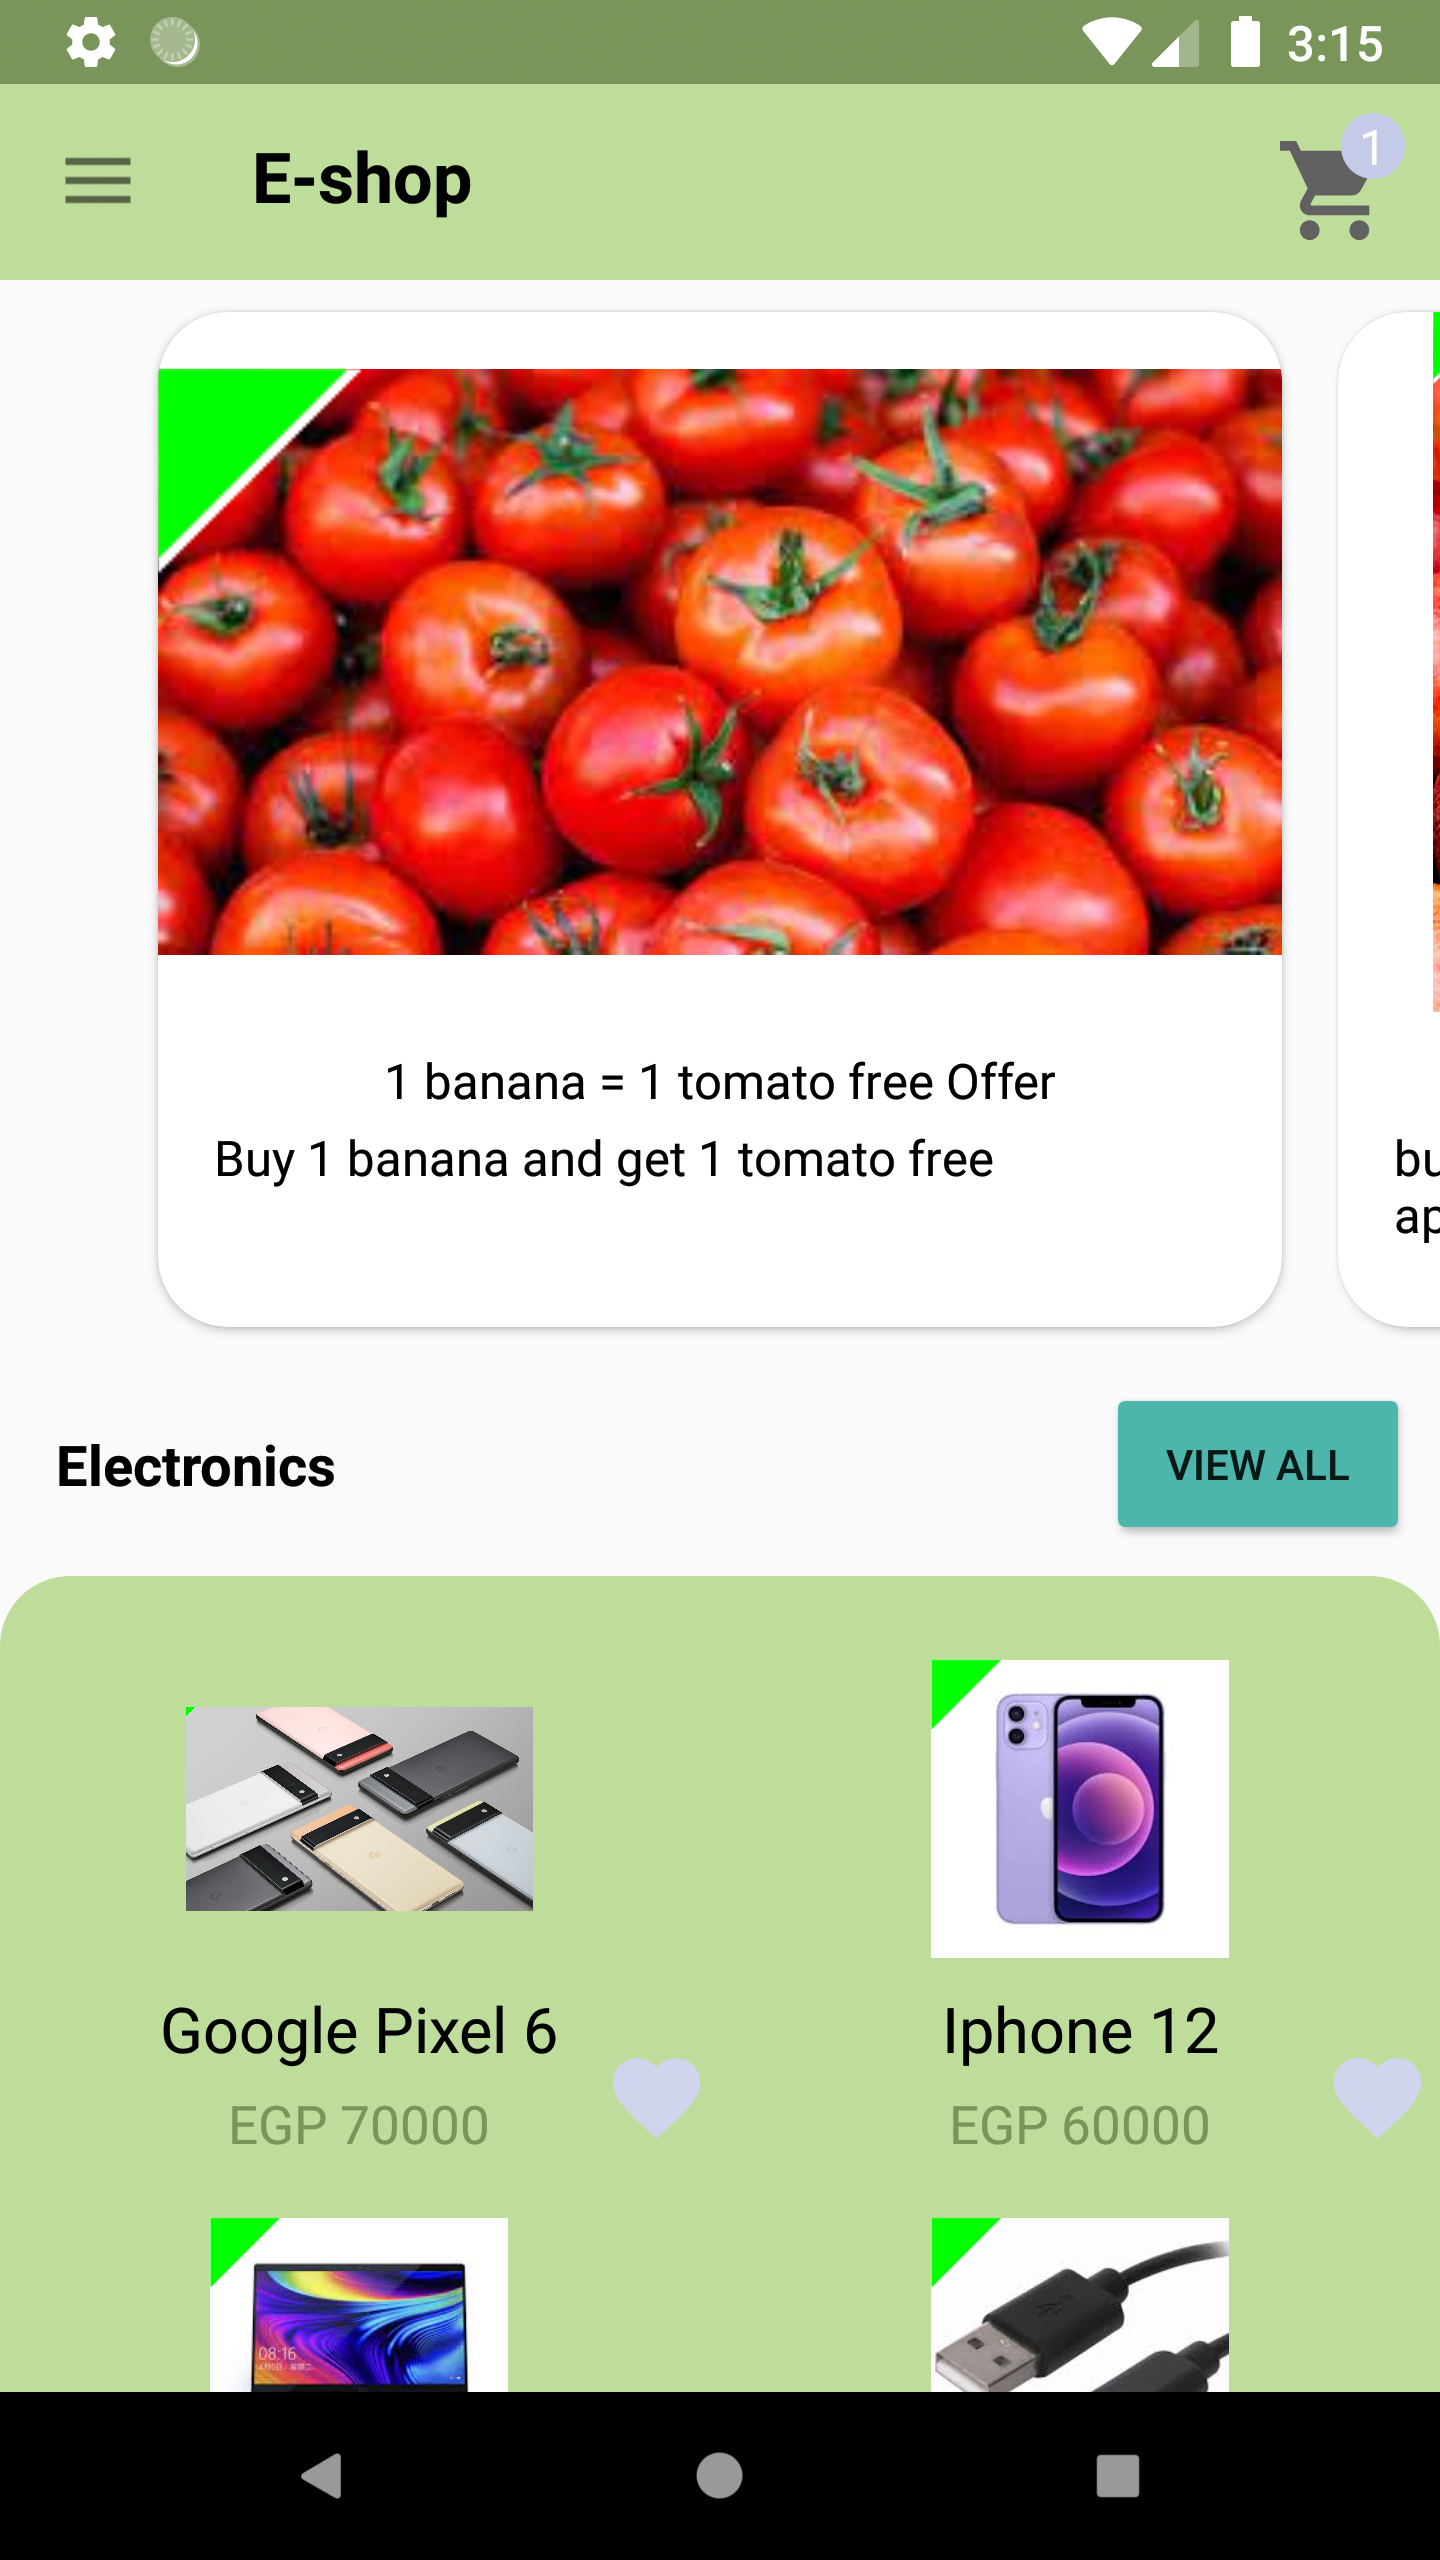 3:15
E-shop
1
1 banana = 1 tomato free Offer
Buy 1 banana and get 1 tomato free
bu
ap
Electronics
VIEW ALL
Google Pixel 6
Iphone 12
EGP 70000
EGP 60000
08:16